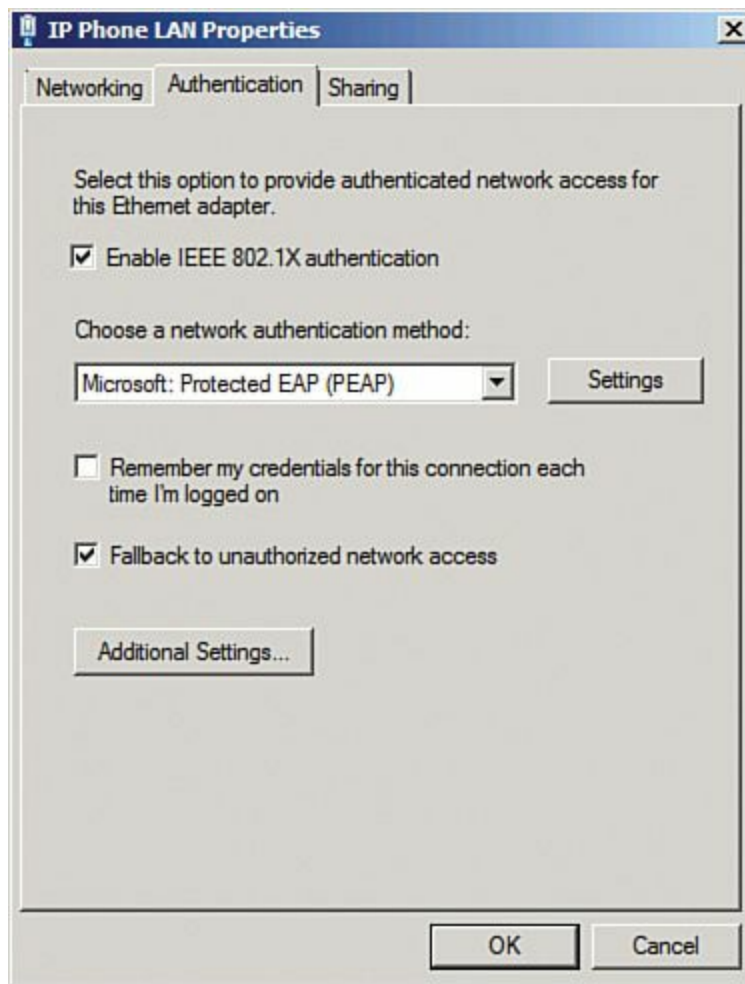 IP Phone LAN Properties
Networking Authentication Sharing
Select this option to provide authenticated network access for
this Ethernet adapter.
Enable IEEE 802.1X authentication
Choose a network authentication method:
Microsoft: Protected EAP (PEAP) Settings
Remember my credentials for this connection each
time I'm logged on
Fallback to unauthorized network access
Additional Settings...
OK Cancel